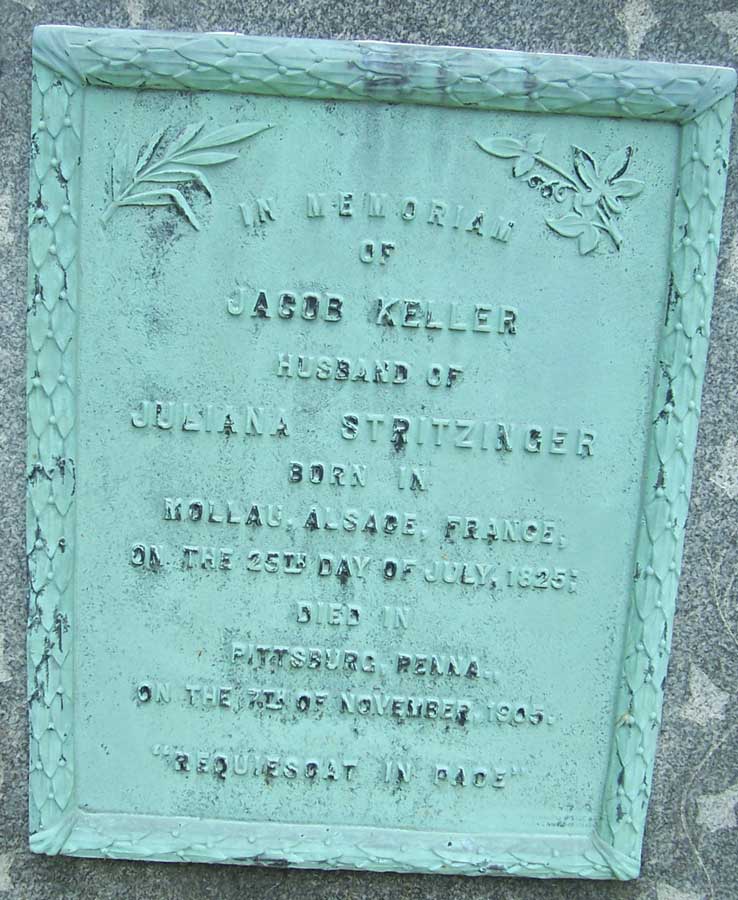 IN MEMORIAM
OF
JACOB KELLER
HUSBAND OF
JULIANA STRITZINGER
BORN IN
MOLLAU, ALSACE, FRANCE,
ON THE 25TH DAY OF JULY, 1825;
DIED IN
PITTSBURG, PENNA.,
ON THE 7TH OF NOVEMBER, 1905.
"REQUIESCAT IN PACE"